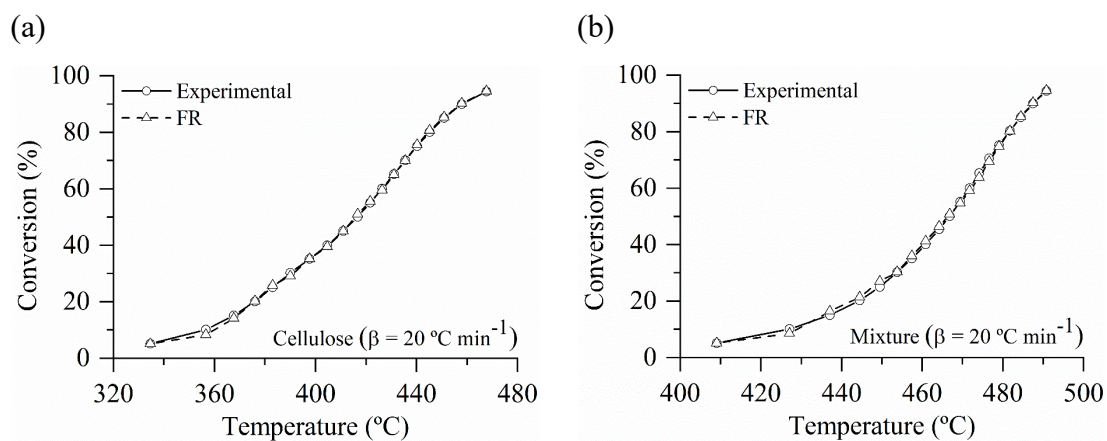 (a)
(b)
100
80
60
40
20
0
Conversion (%)
Experimental
FR
Cellulose (β = 20 ºC min⁻¹)
320 360 400 440 480
Temperature (ºC)
100
80
60
40
20
0
Conversion (%)
Experimental
FR
Mixture (β = 20 ºC min⁻¹)
400 420 440 460 480 500
Temperature (ºC)